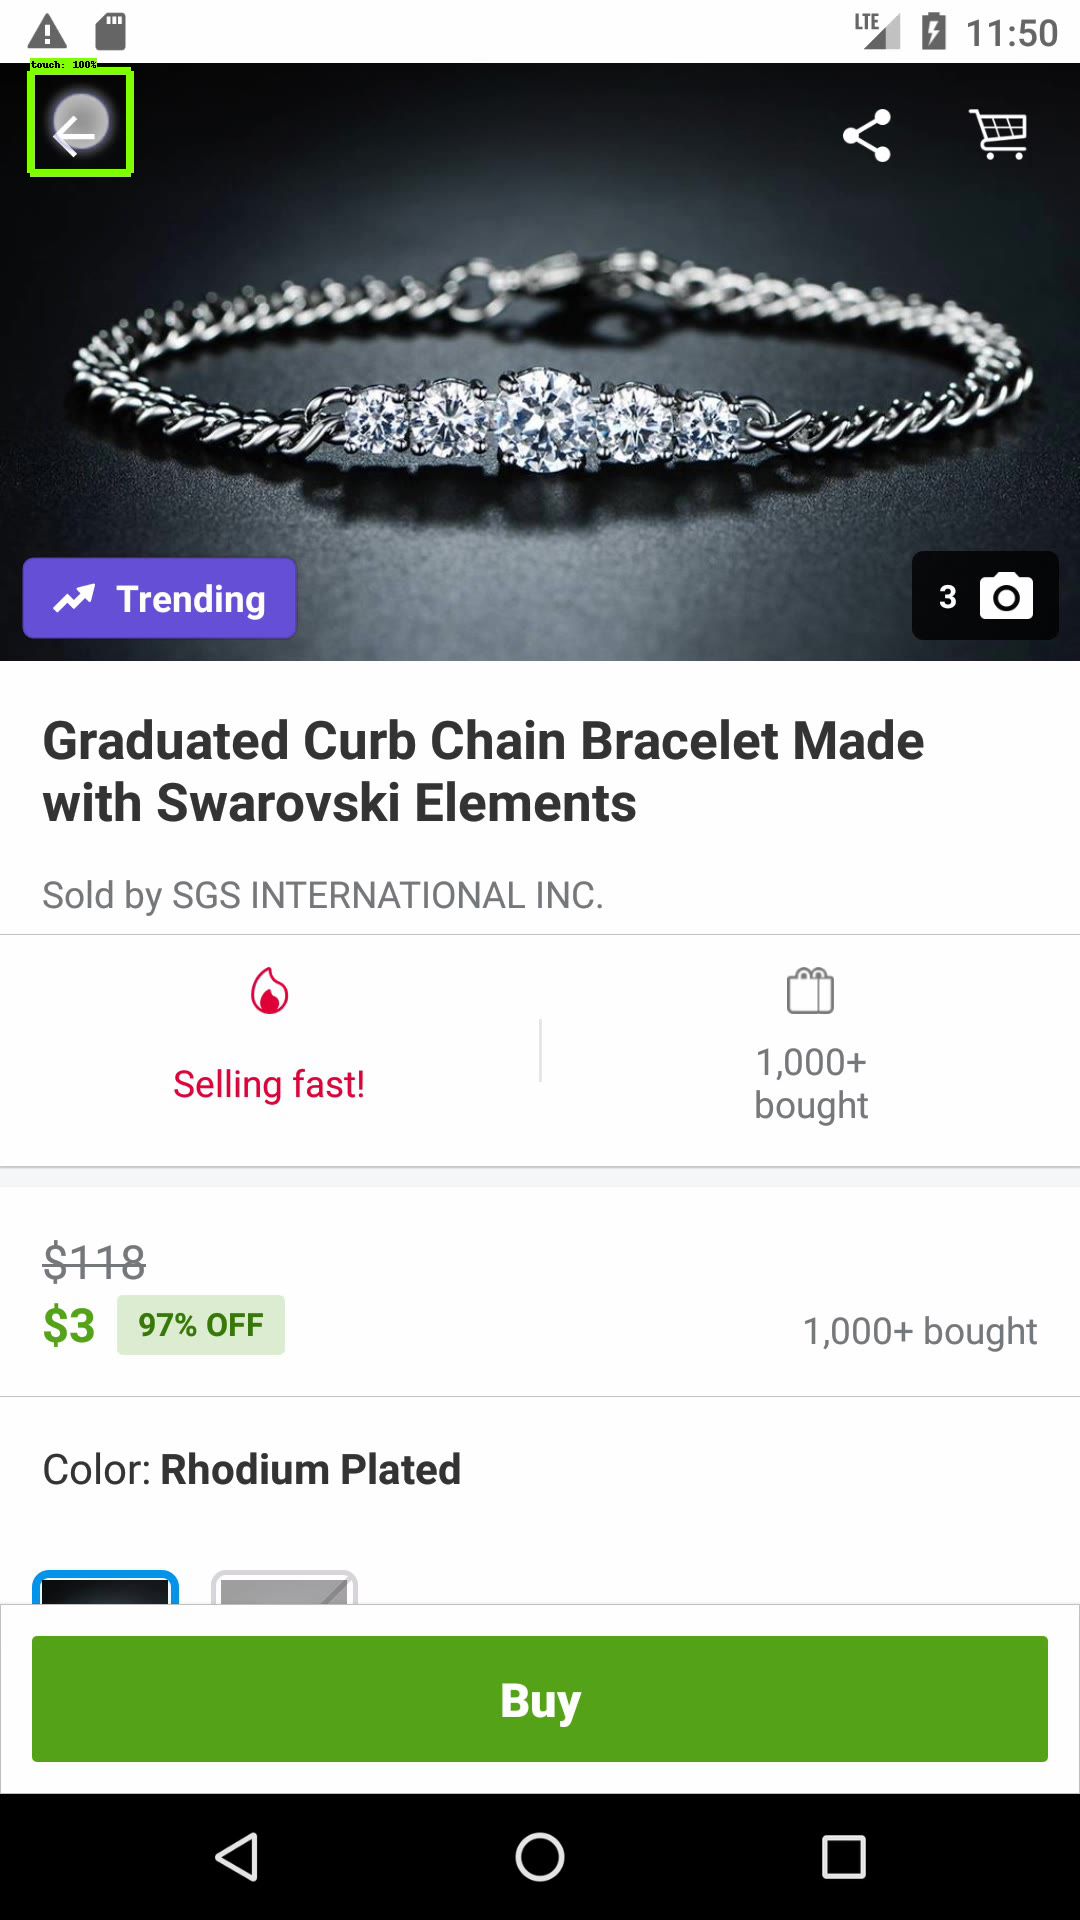 LTE 11:50
touch: 100%
Trending
3
Graduated Curb Chain Bracelet Made
with Swarovski Elements
Sold by SGS INTERNATIONAL INC.
Selling fast!
1,000+
bought
$118
$3 97% OFF
1,000+ bought
Color: Rhodium Plated
Buy